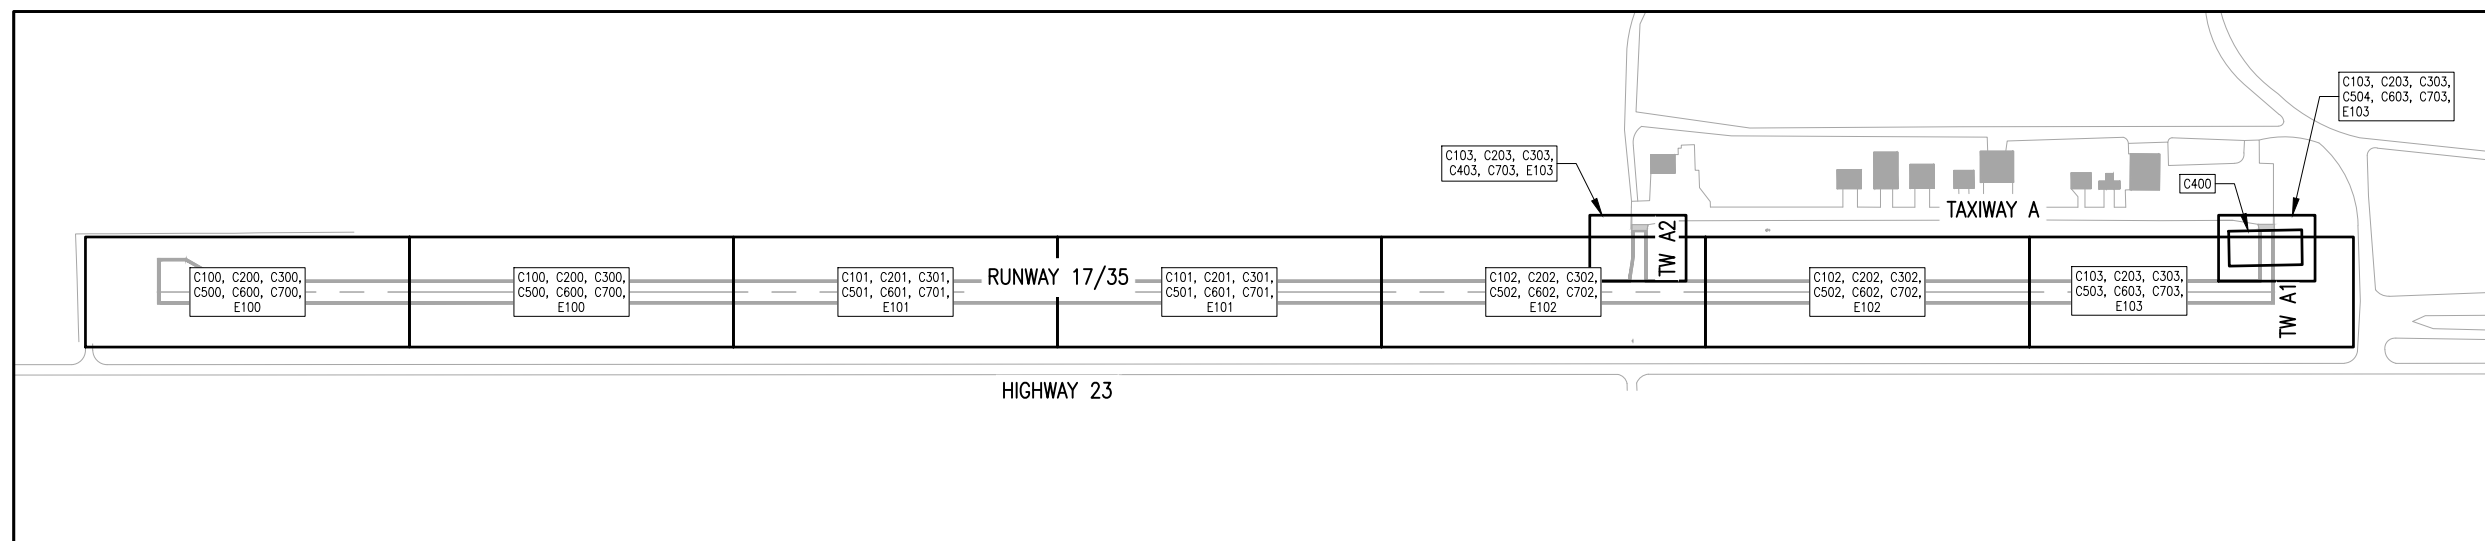 C103, C203, C303,
C504, C603, C703,
E103
C103, C203, C303,
C403, C703, E103
C400
TAXIWAY A
TW A2
C100, C200, C300,
C500, C600, C700,
E100
C100, C200, C300,
C500, C600, C700,
E100
C101, C201, C301,
C501, C601, C701,
E101
RUNWAY 17/35
C101, C201, C301,
C501, C601, C701,
E101
C102, C202, C302,
C502, C602, C702,
E102
C102, C202, C302,
C502, C602, C702,
E102
C103, C203, C303,
C503, C603, C703,
E103
TW A1
HIGHWAY 23